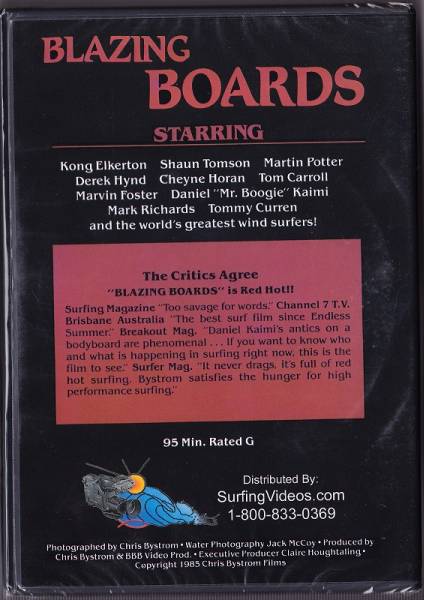 BLAZING
BOARDS
STARRING
Kong Elkerton Shaun Tomson Martin Potter
Derek Hynd Cheyne Horan Tom Carroll
Marvin Foster Daniel "Mr. Boogie" Kaimi
Mark Richards Tommy Curren
and the world's greatest wind surfers!
The Critics Agree
"BLAZING BOARDS" is Red Hot!!
Surfing Magazine "Too savage for words." Channel 7 T.V.
Brisbane Australia "The best surf film since Endless
Summer." Breakout Mag. "Daniel Kaimi's antics on a
bodyboard are phenomenal . . . If you want to know who
and what is happening in surfing right now, this is the
film to see." Surfer Mag. "It never drags, it's full of red
hot surfing. Bystrom satisfies the hunger for high
performance surfing."
95 Min. Rated G
Distributed By:
SurfingVideos.com
1-800-833-0369
Photographed by Chris Bystrom • Water Photography Jack McCoy • Produced by
Chris Bystrom & BBB Video Prod. • Executive Producer Claire Houghtaling •
Copyright 1985 Chris Bystrom Films